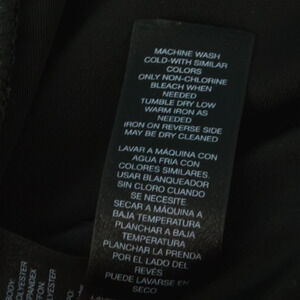 MACHINE WASH
COLD-WITH SIMILAR
COLORS
ONLY NON-CHLORINE
BLEACH WHEN
NEEDED
TUMBLE DRY LOW
WARM IRON AS
NEEDED
IRON ON REVERSE SIDE
MAY BE DRY CLEANED
LAVAR A MÁQUINA CON
AGUA FRIA CON
COLORES SIMILARES.
USAR BLANQUEADOR
SIN CLORO CUANDO
SE NECESITE.
SECAR A MÁQUINA A
BAJA TEMPERATURA
PLANCHAR A BAJA
TEMPERATURA
PLANCHAR LA PRENDA
POR EL LADO DEL
REVÉS
PUEDE LAVARSE EN
SECO
BODY:
POLYESTER